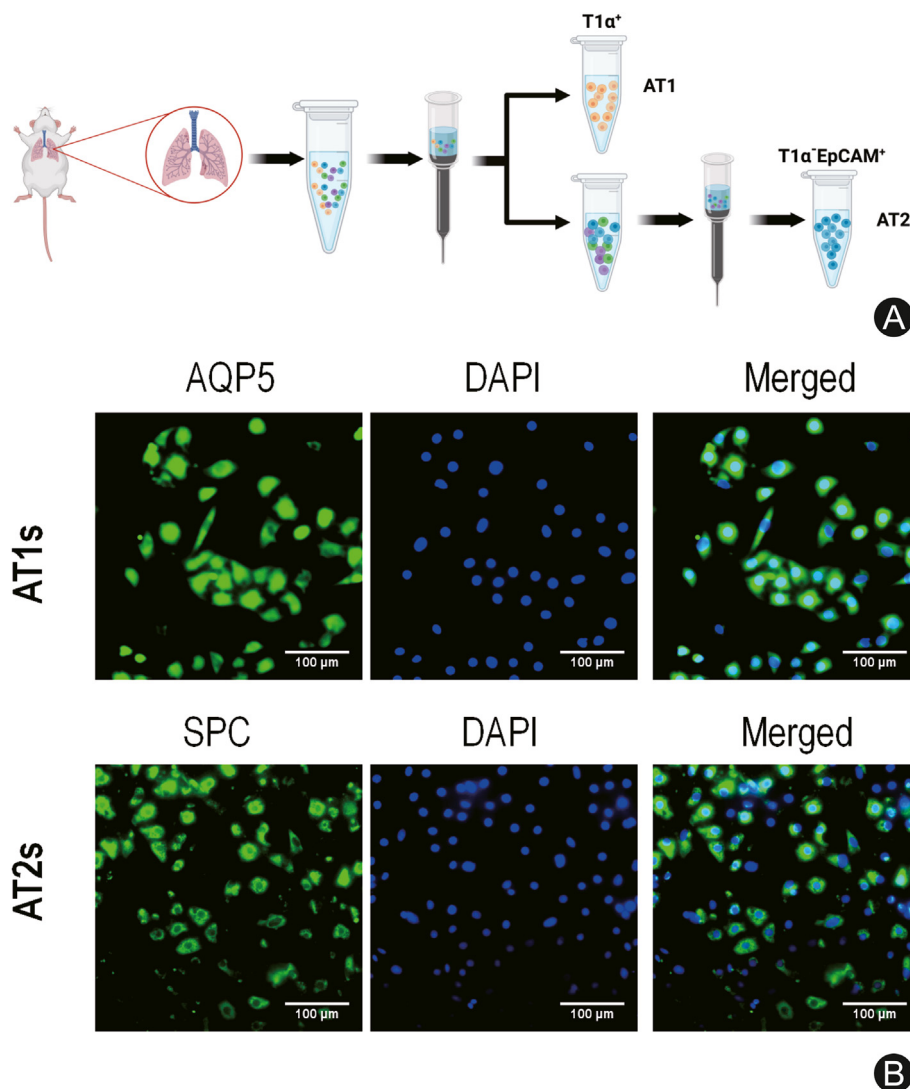 T1α⁺
AT1
T1α⁻EpCAM⁺
AT2
A
AQP5 DAPI Merged
AT1s
100 µm 100 µm 100 µm
SPC DAPI Merged
AT2s
100 µm 100 µm 100 µm
B